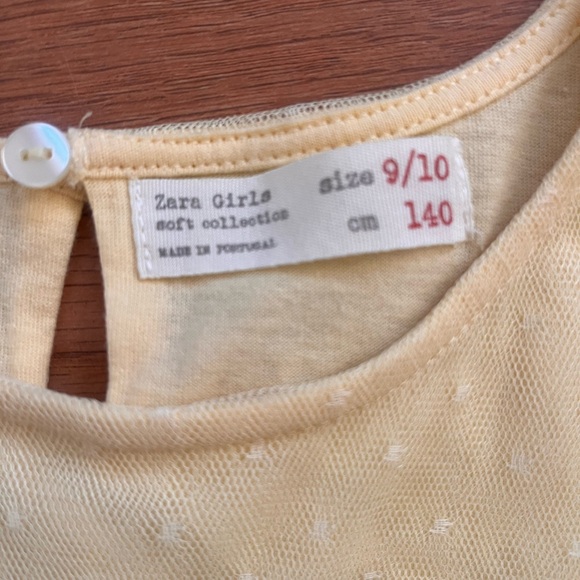 Zara Girls size 9/10
soft collection cm 140
MADE IN PORTUGAL